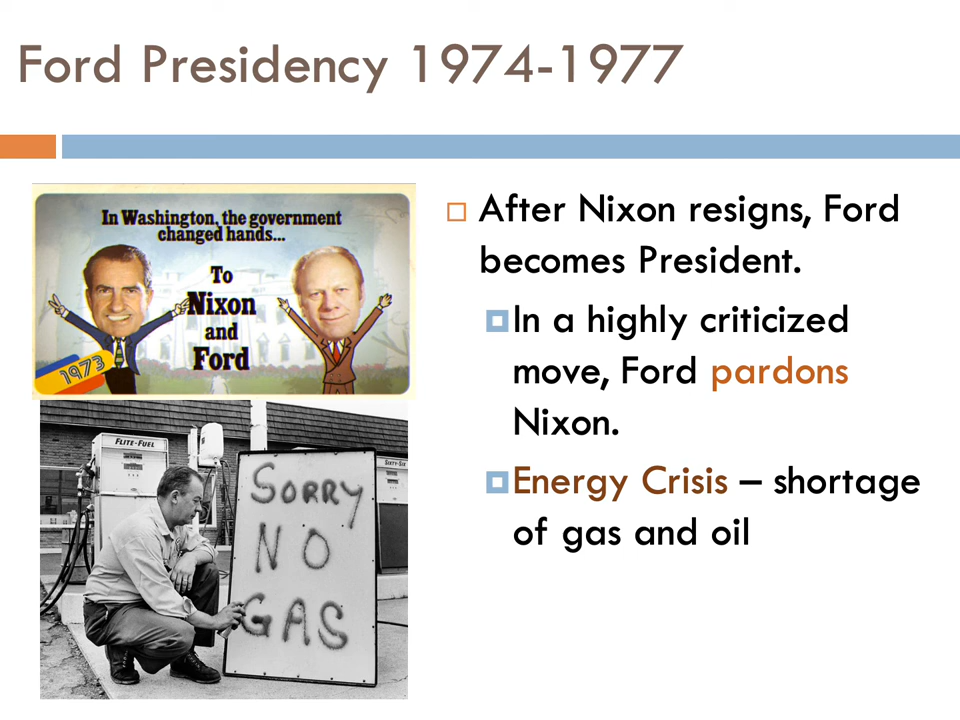 Ford Presidency 1974-1977
In Washington, the government
changed hands...
To
Nixon
and
Ford
1973
After Nixon resigns, Ford
becomes President.
In a highly criticized
move, Ford pardons
Nixon.
Energy Crisis – shortage
of gas and oil
FLITE-FUEL
SIXTY-SIX
SORRY
NO
GAS